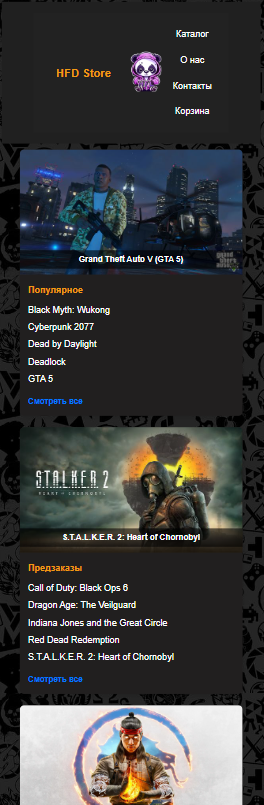 Каталог
HFD Store
О нас
Контакты
Корзина
Grand Theft Auto V (GTA 5)
Популярное
Black Myth: Wukong
Cyberpunk 2077
Dead by Daylight
Deadlock
GTA 5
Смотреть все
S.T.A.L.K.E.R. 2
HEART OF CHORNOBYL
S.T.A.L.K.E.R. 2: Heart of Chornobyl
Предзаказы
Call of Duty: Black Ops 6
Dragon Age: The Veilguard
Indiana Jones and the Great Circle
Red Dead Redemption
S.T.A.L.K.E.R. 2: Heart of Chornobyl
Смотреть все